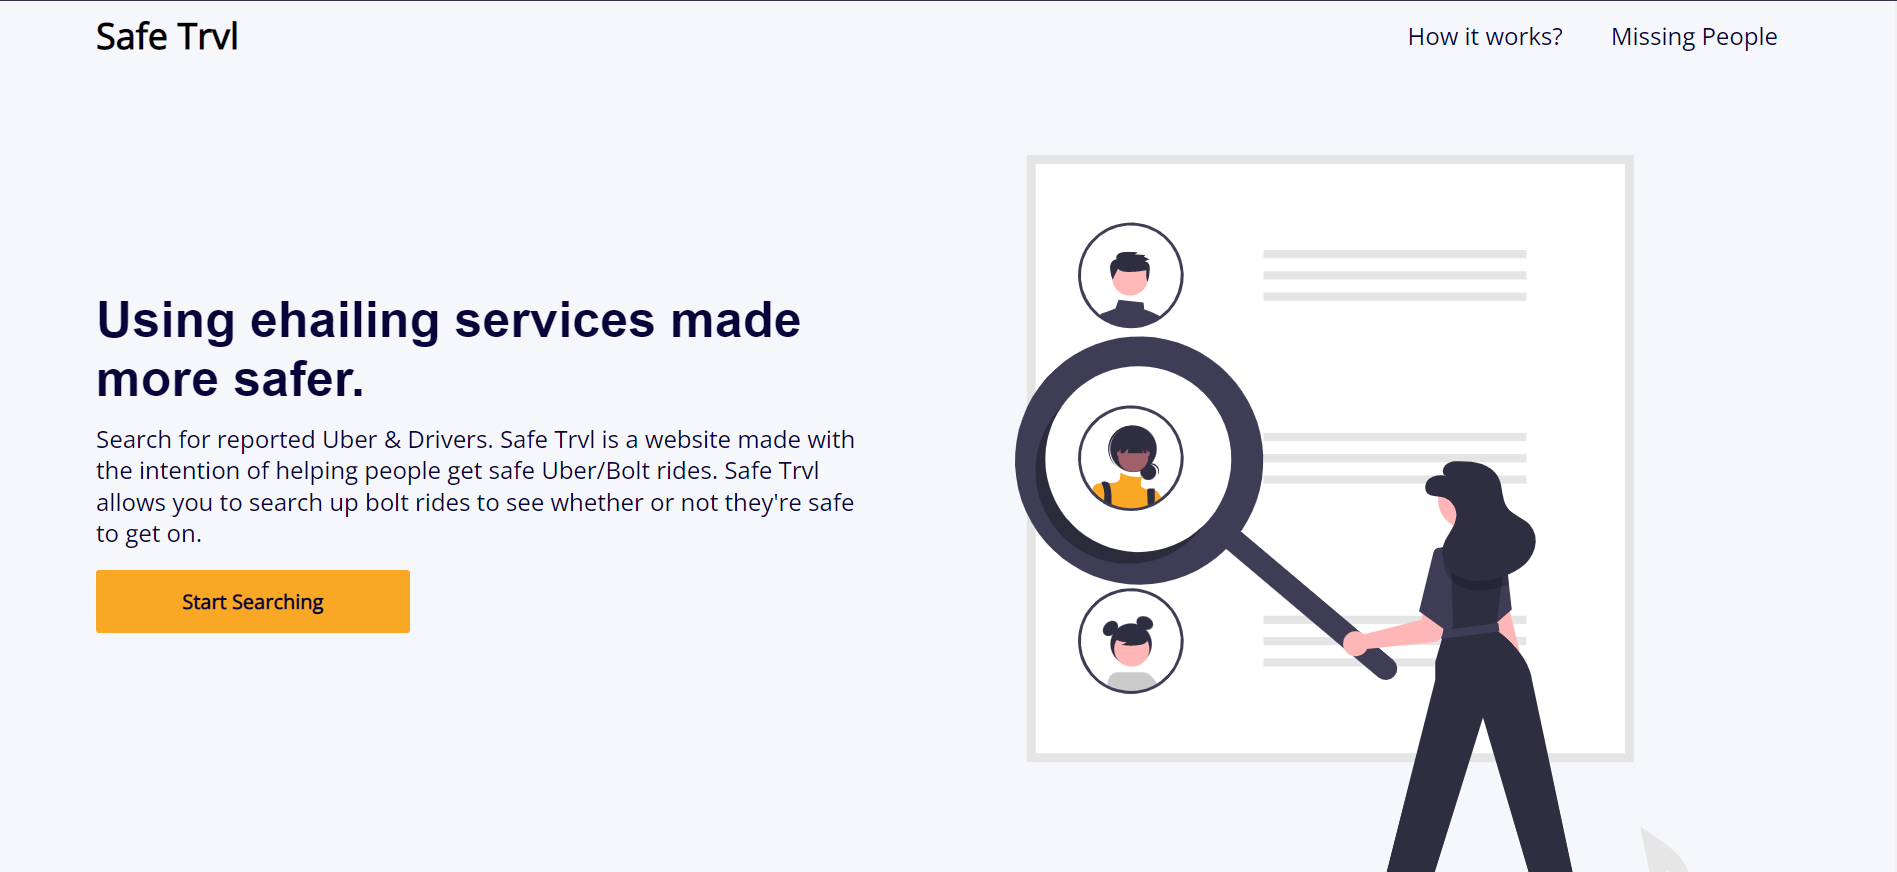 Safe Trvl
How it works?
Missing People
Using ehailing services made
more safer.
Search for reported Uber & Drivers. Safe Trvl is a website made with
the intention of helping people get safe Uber/Bolt rides. Safe Trvl
allows you to search up bolt rides to see whether or not they're safe
to get on.
Start Searching